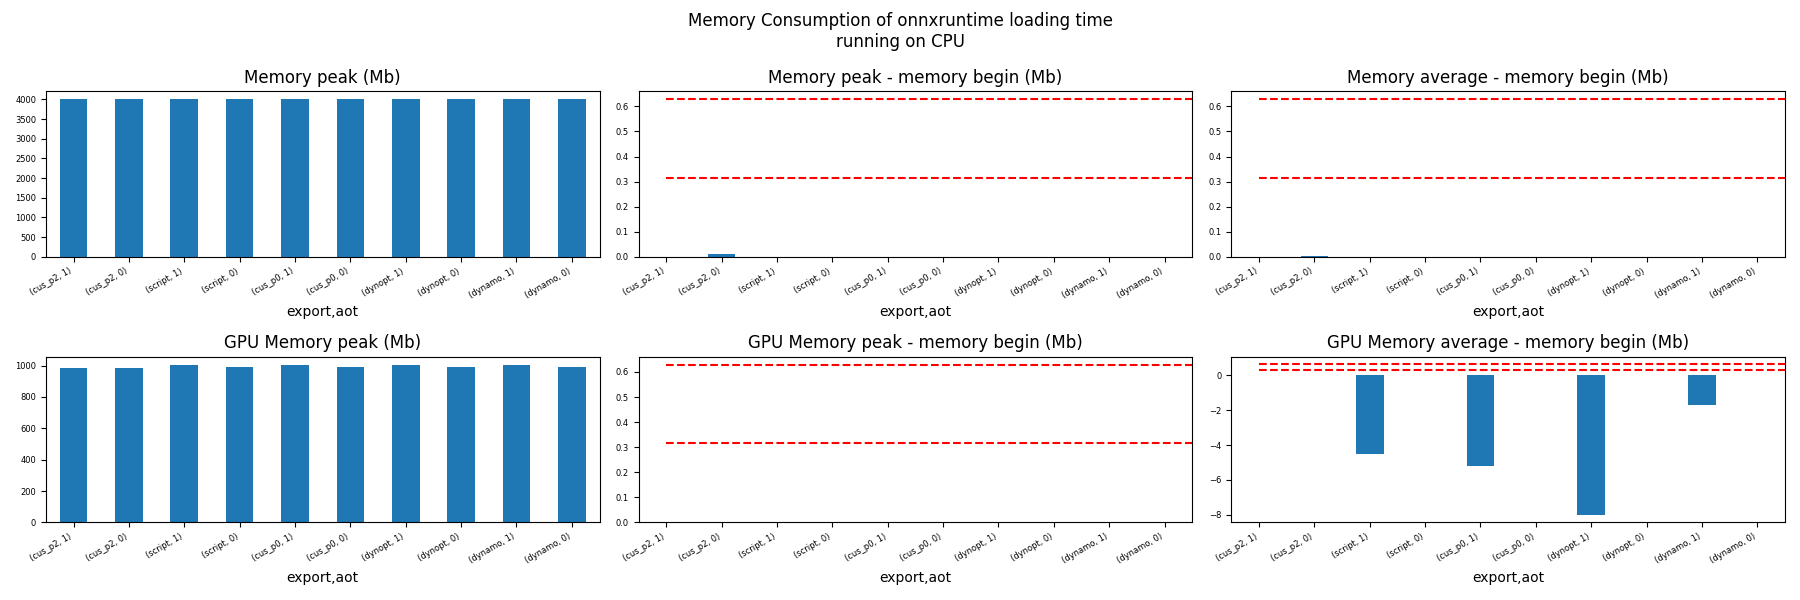 Memory Consumption of onnxruntime loading time
running on CPU
Memory peak (Mb)
4000
3500
3000
2500
2000
1500
1000
500
0
(cus_p2, 1)
(cus_p2, 0)
(script, 1)
(script, 0)
(cus_p0, 1)
(cus_p0, 0)
(dynopt, 1)
(dynopt, 0)
(dynamo, 1)
(dynamo, 0)
export,aot
Memory peak - memory begin (Mb)
0.6
0.5
0.4
0.3
0.2
0.1
0.0
(cus_p2, 1)
(cus_p2, 0)
(script, 1)
(script, 0)
(cus_p0, 1)
(cus_p0, 0)
(dynopt, 1)
(dynopt, 0)
(dynamo, 1)
(dynamo, 0)
export,aot
Memory average - memory begin (Mb)
0.6
0.5
0.4
0.3
0.2
0.1
0.0
(cus_p2, 1)
(cus_p2, 0)
(script, 1)
(script, 0)
(cus_p0, 1)
(cus_p0, 0)
(dynopt, 1)
(dynopt, 0)
(dynamo, 1)
(dynamo, 0)
export,aot
GPU Memory peak (Mb)
1000
800
600
400
200
0
(cus_p2, 1)
(cus_p2, 0)
(script, 1)
(script, 0)
(cus_p0, 1)
(cus_p0, 0)
(dynopt, 1)
(dynopt, 0)
(dynamo, 1)
(dynamo, 0)
export,aot
GPU Memory peak - memory begin (Mb)
0.6
0.5
0.4
0.3
0.2
0.1
0.0
(cus_p2, 1)
(cus_p2, 0)
(script, 1)
(script, 0)
(cus_p0, 1)
(cus_p0, 0)
(dynopt, 1)
(dynopt, 0)
(dynamo, 1)
(dynamo, 0)
export,aot
GPU Memory average - memory begin (Mb)
0
−2
−4
−6
−8
(cus_p2, 1)
(cus_p2, 0)
(script, 1)
(script, 0)
(cus_p0, 1)
(cus_p0, 0)
(dynopt, 1)
(dynopt, 0)
(dynamo, 1)
(dynamo, 0)
export,aot